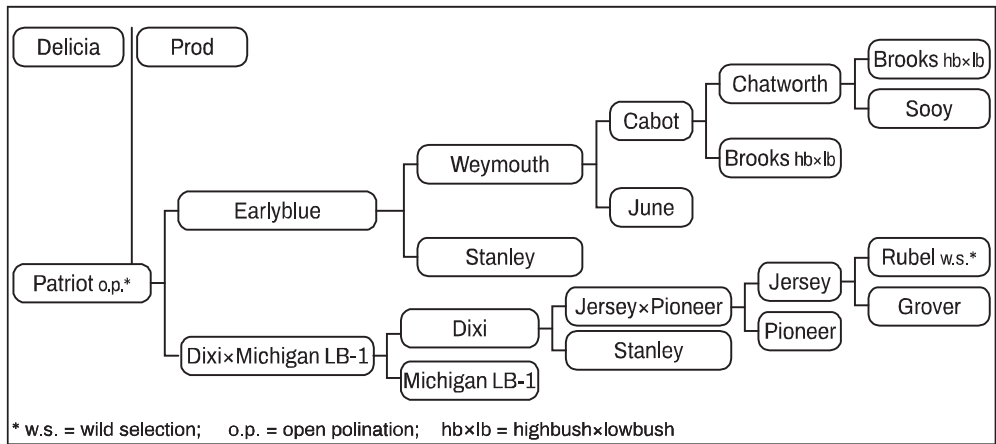 Delicia
Prod
Brooks hb×lb
Chatworth
Sooy
Cabot
Brooks hb×lb
Weymouth
June
Earlyblue
Stanley
Patriot o.p.*
Rubel w.s.*
Jersey
Grover
Jersey×Pioneer
Pioneer
Dixi
Stanley
Dixi×Michigan LB-1
Michigan LB-1
* w.s. = wild selection; o.p. = open polination; hb×lb = highbush×lowbush